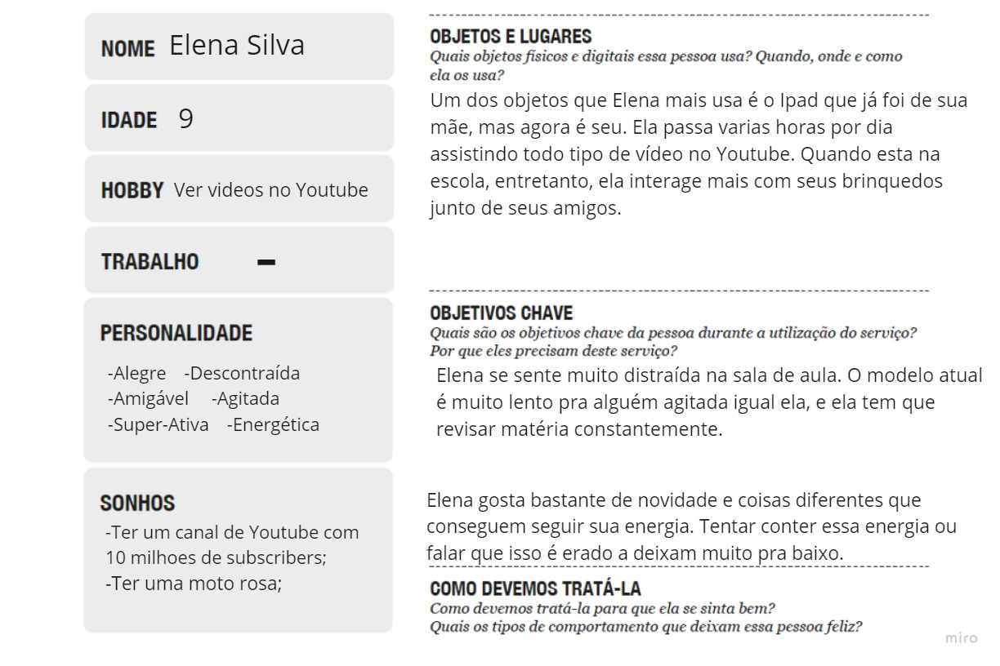 NOME Elena Silva
IDADE 9
HOBBY Ver videos no Youtube
TRABALHO -
PERSONALIDADE
-Alegre -Descontraída
-Amigável -Agitada
-Super-Ativa -Energética
SONHOS
-Ter um canal de Youtube com
10 milhoes de subscribers;
-Ter uma moto rosa;
OBJETOS E LUGARES
Quais objetos físicos e digitais essa pessoa usa? Quando, onde e como
ela os usa?
Um dos objetos que Elena mais usa é o Ipad que já foi de sua
mãe, mas agora é seu. Ela passa varias horas por dia
assistindo todo tipo de vídeo no Youtube. Quando esta na
escola, entretanto, ela interage mais com seus brinquedos
junto de seus amigos.
OBJETIVOS CHAVE
Quais são os objetivos chave da pessoa durante a utilização do serviço?
Por que eles precisam deste serviço?
Elena se sente muito distraída na sala de aula. O modelo atual
é muito lento pra alguém agitada igual ela, e ela tem que
revisar matéria constantemente.
Elena gosta bastante de novidade e coisas diferentes que
conseguem seguir sua energia. Tentar conter essa energia ou
falar que isso é erado a deixam muito pra baixo.
COMO DEVEMOS TRATÁ-LA
Como devemos tratá-la para que ela se sinta bem?
Quais os tipos de comportamento que deixam essa pessoa feliz?
miro